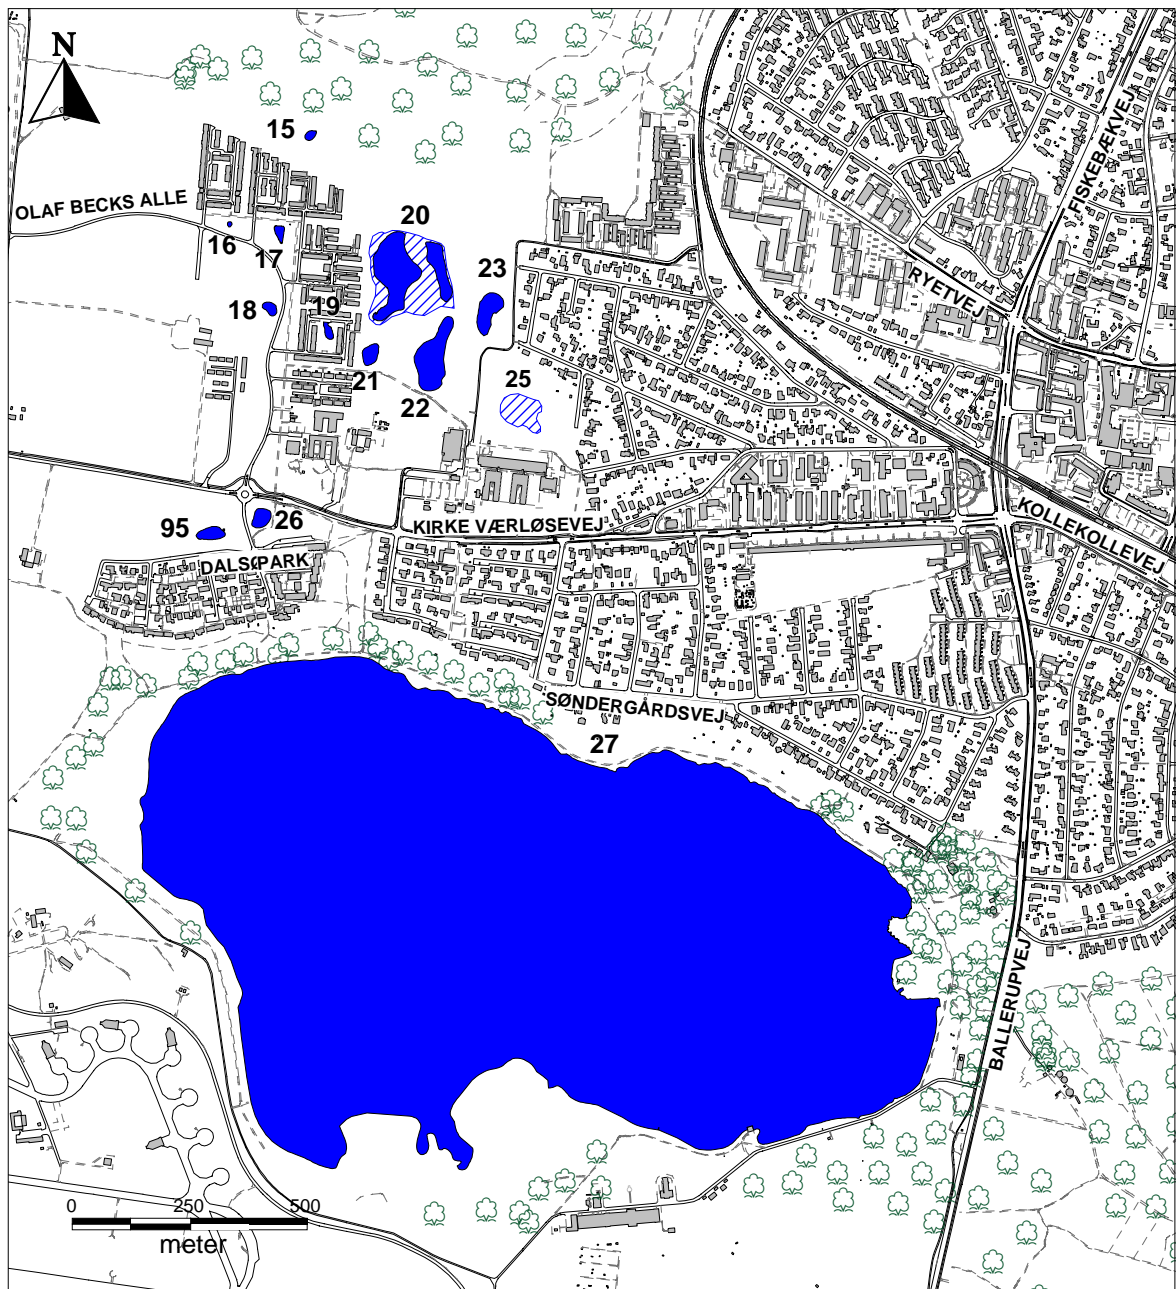 N
15
OLAF BECKS ALLE
20
16
17
23
18
19
21
22
25
FISKEBÆKVEJ
RYETVEJ
95
26
KIRKE VÆRLØSEVEJ
KOLLEKOLLEVEJ
DALSØPARK
SØNDERGÅRDSVEJ
27
BALLERUPVEJ
0 250 500
meter